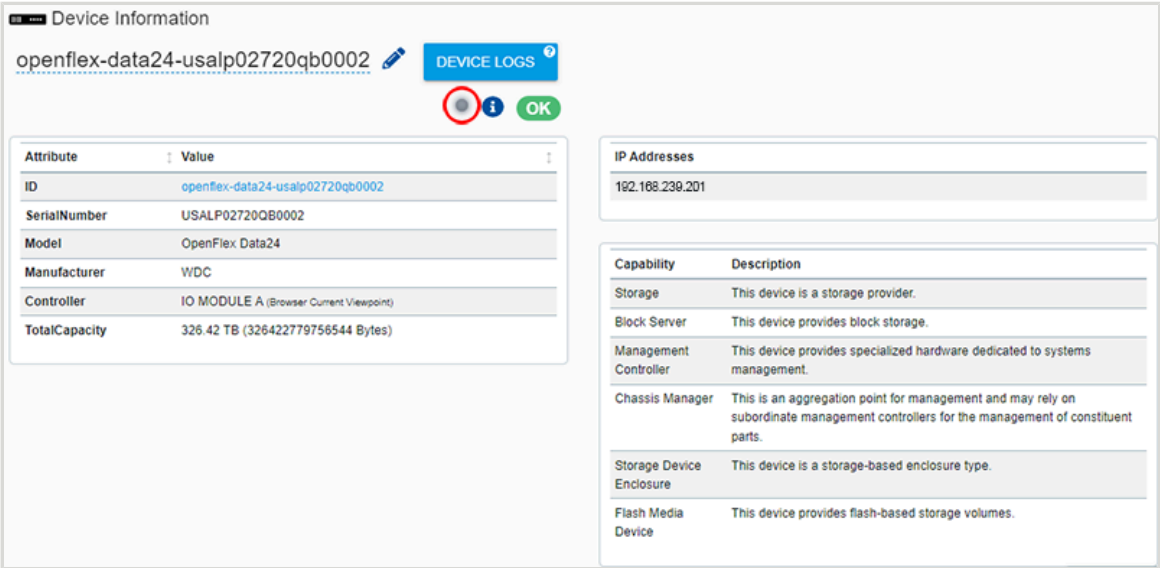 Device Information
openflex-data24-usalp02720qb0002
DEVICE LOGS ?
i OK
Attribute Value
ID openflex-data24-usalp02720qb0002
SerialNumber USALP02720QB0002
Model OpenFlex Data24
Manufacturer WDC
Controller IO MODULE A (Browser Current Viewpoint)
TotalCapacity 326.42 TB (326422779756544 Bytes)
IP Addresses
192.168.239.201
Capability Description
Storage This device is a storage provider.
Block Server This device provides block storage.
Management This device provides specialized hardware dedicated to systems
Controller management.
Chassis Manager This is an aggregation point for management and may rely on
subordinate management controllers for the management of constituent
parts.
Storage Device This device is a storage-based enclosure type.
Enclosure
Flash Media This device provides flash-based storage volumes.
Device